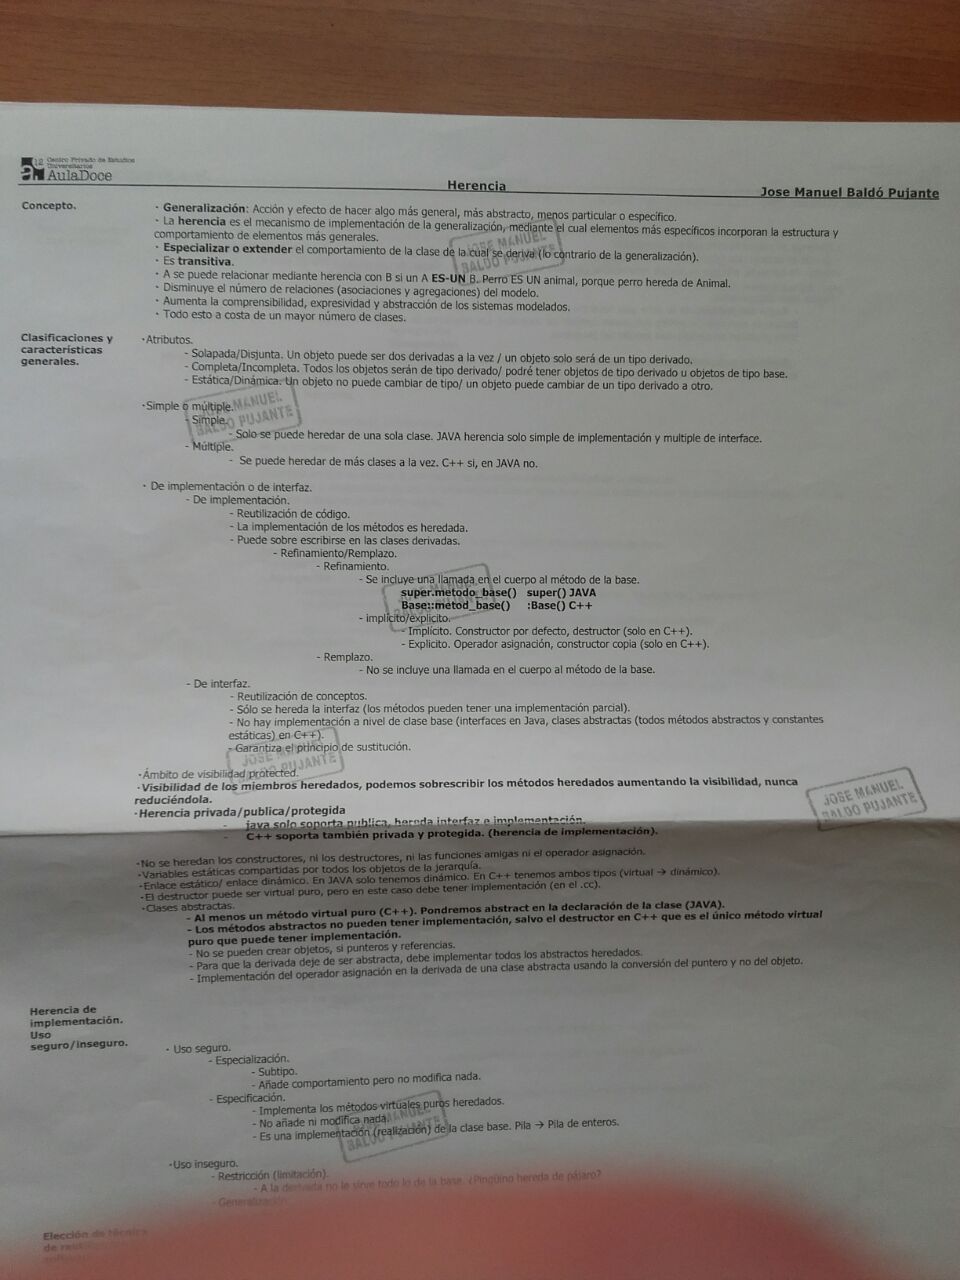 12 Centro Privado de Estudios
Universitarios
AulaDoce
Herencia
Jose Manuel Baldó Pujante
Concepto.
· Generalización: Acción y efecto de hacer algo más general, más abstracto, menos particular o específico.
· La herencia es el mecanismo de implementación de la generalización, mediante el cual elementos más específicos incorporan la estructura y
comportamiento de elementos más generales.
· Especializar o extender el comportamiento de la clase de la cual se deriva (lo contrario de la generalización).
· Es transitiva.
· A se puede relacionar mediante herencia con B si un A ES-UN B. Perro ES UN animal, porque perro hereda de Animal.
· Disminuye el número de relaciones (asociaciones y agregaciones) del modelo.
· Aumenta la comprensibilidad, expresividad y abstracción de los sistemas modelados.
· Todo esto a costa de un mayor número de clases.
JOSE MANUEL
BALDO PUJANTE
Clasificaciones y
características
generales.
·Atributos.
- Solapada/Disjunta. Un objeto puede ser dos derivadas a la vez / un objeto solo será de un tipo derivado.
- Completa/Incompleta. Todos los objetos serán de tipo derivado/ podré tener objetos de tipo derivado u objetos de tipo base.
- Estática/Dinámica. Un objeto no puede cambiar de tipo/ un objeto puede cambiar de un tipo derivado a otro.
·Simple o múltiple.
- Simple.
- Solo se puede heredar de una sola clase. JAVA herencia solo simple de implementación y multiple de interface.
- Múltiple.
- Se puede heredar de más clases a la vez. C++ si, en JAVA no.
JOSE MANUEL
BALDO PUJANTE
· De implementación o de interfaz.
- De implementación.
- Reutilización de código.
- La implementación de los métodos es heredada.
- Puede sobre escribirse en las clases derivadas.
- Refinamiento/Remplazo.
- Refinamiento.
- Se incluye una llamada en el cuerpo al método de la base.
super.metodo_base() super() JAVA
Base::metod_base() :Base() C++
- implícito/explicito.
- Implícito. Constructor por defecto, destructor (solo en C++).
- Explicito. Operador asignación, constructor copia (solo en C++).
- Remplazo.
- No se incluye una llamada en el cuerpo al método de la base.
JOSE MANUEL
BALDO PUJANTE
- De interfaz.
- Reutilización de conceptos.
- Sólo se hereda la interfaz (los métodos pueden tener una implementación parcial).
- No hay implementación a nivel de clase base (interfaces en Java, clases abstractas (todos métodos abstractos y constantes
estáticas) en C++).
- Garantiza el principio de sustitución.
JOSE MANUEL
BALDO PUJANTE
·Ámbito de visibilidad protected.
·Visibilidad de los miembros heredados, podemos sobrescribir los métodos heredados aumentando la visibilidad, nunca
reduciéndola.
·Herencia privada/publica/protegida
- java solo soporta publica, hereda interfaz e implementación.
- C++ soporta también privada y protegida. (herencia de implementación).
JOSE MANUEL
BALDO PUJANTE
·No se heredan los constructores, ni los destructores, ni las funciones amigas ni el operador asignación.
·Variables estáticas compartidas por todos los objetos de la jerarquía.
·Enlace estático/ enlace dinámico. En JAVA solo tenemos dinámico. En C++ tenemos ambos tipos (virtual → dinámico).
·El destructor puede ser virtual puro, pero en este caso debe tener implementación (en el .cc).
·Clases abstractas.
- Al menos un método virtual puro (C++). Pondremos abstract en la declaración de la clase (JAVA).
- Los métodos abstractos no pueden tener implementación, salvo el destructor en C++ que es el único método virtual
puro que puede tener implementación.
- No se pueden crear objetos, si punteros y referencias.
- Para que la derivada deje de ser abstracta, debe implementar todos los abstractos heredados.
- Implementación del operador asignación en la derivada de una clase abstracta usando la conversión del puntero y no del objeto.
Herencia de
implementación.
Uso
seguro/inseguro.
· Uso seguro.
- Especialización.
- Subtipo.
- Añade comportamiento pero no modifica nada.
- Especificación.
- Implementa los métodos virtuales puros heredados.
- No añade ni modifica nada.
- Es una implementación (realización) de la clase base. Pila → Pila de enteros.
JOSE MANUEL
BALDO PUJANTE
·Uso inseguro.
- Restricción (limitación).
- A la derivada no le sirve todo lo de la base. ¿Pingüino hereda de pájaro?
- Generalización
Elección de técnica
de